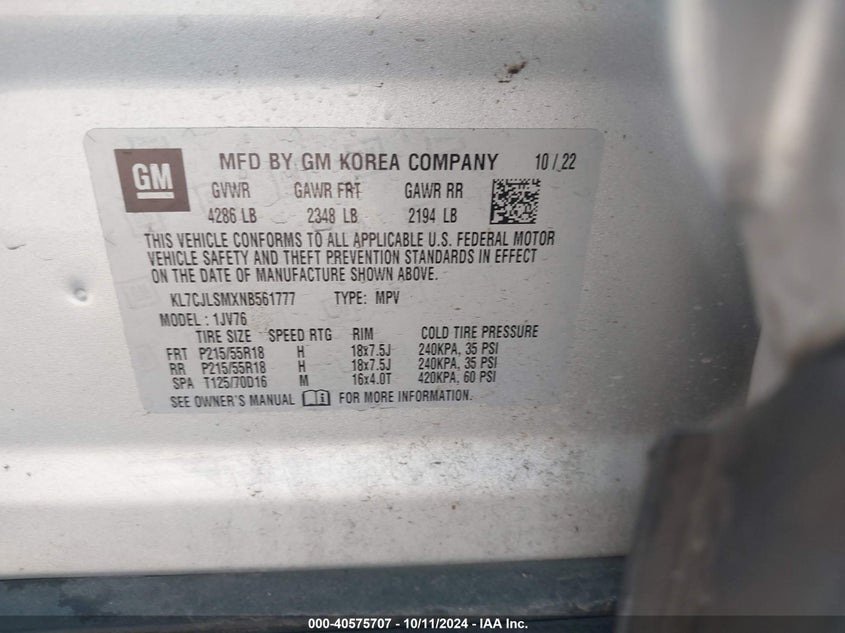 GM
MFD BY GM KOREA COMPANY 10 / 22
GVWR GAWR FRT GAWR RR
4286 LB 2348 LB 2194 LB
THIS VEHICLE CONFORMS TO ALL APPLICABLE U.S. FEDERAL MOTOR
VEHICLE SAFETY AND THEFT PREVENTION STANDARDS IN EFFECT
ON THE DATE OF MANUFACTURE SHOWN ABOVE.
KL7CJLSMXNB561777 TYPE: MPV
MODEL : 1JV76
TIRE SIZE SPEED RTG RIM COLD TIRE PRESSURE
FRT P215/55R18 H 18x7.5J 240KPA, 35 PSI
RR P215/55R18 H 18x7.5J 240KPA, 35 PSI
SPA T125/70D16 M 16x4.0T 420KPA, 60 PSI
SEE OWNER'S MANUAL FOR MORE INFORMATION.
000-40575707 - 10/11/2024 - IAA Inc.